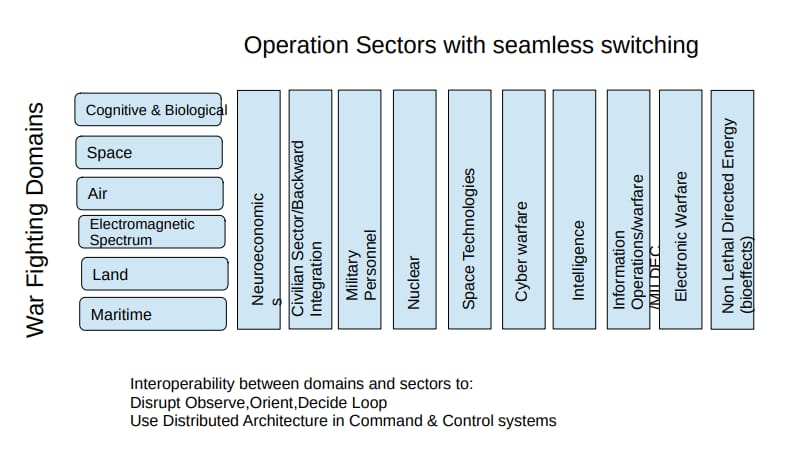 Operation Sectors with seamless switching
War Fighting Domains
Cognitive & Biological
Space
Air
Electromagnetic
Spectrum
Land
Maritime
Neuroeconomic
s
Civilian Sector/Backward
Integration
Military
Personnel
Nuclear
Space Technologies
Cyber warfare
Intelligence
Information
Operations/warfare
/MILDEC
Electronic Warfare
Non Lethal Directed Energy
(bioeffects)
Interoperability between domains and sectors to:
Disrupt Observe,Orient,Decide Loop
Use Distributed Architecture in Command & Control systems